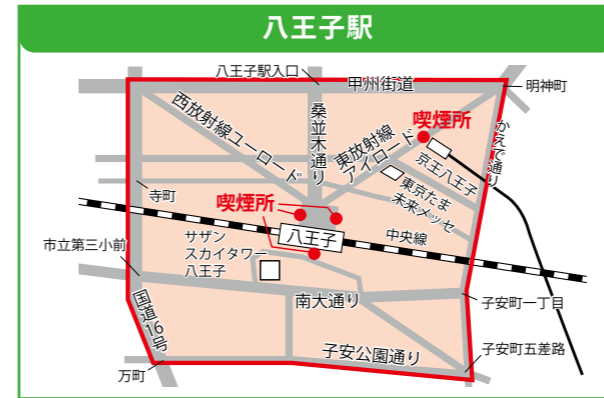 八王子駅
八王子駅入口
甲州街道
明神町
西放射線ユーロード
桑並木通り
東放射線
アイロード
喫煙所
かえで通り
京王八王子
東京たま
未来メッセ
寺町
喫煙所
八王子
中央線
市立第三小前
サザン
スカイタワー
八王子
国道16号
南大通り
子安町一丁目
子安公園通り
子安町五差路
万町